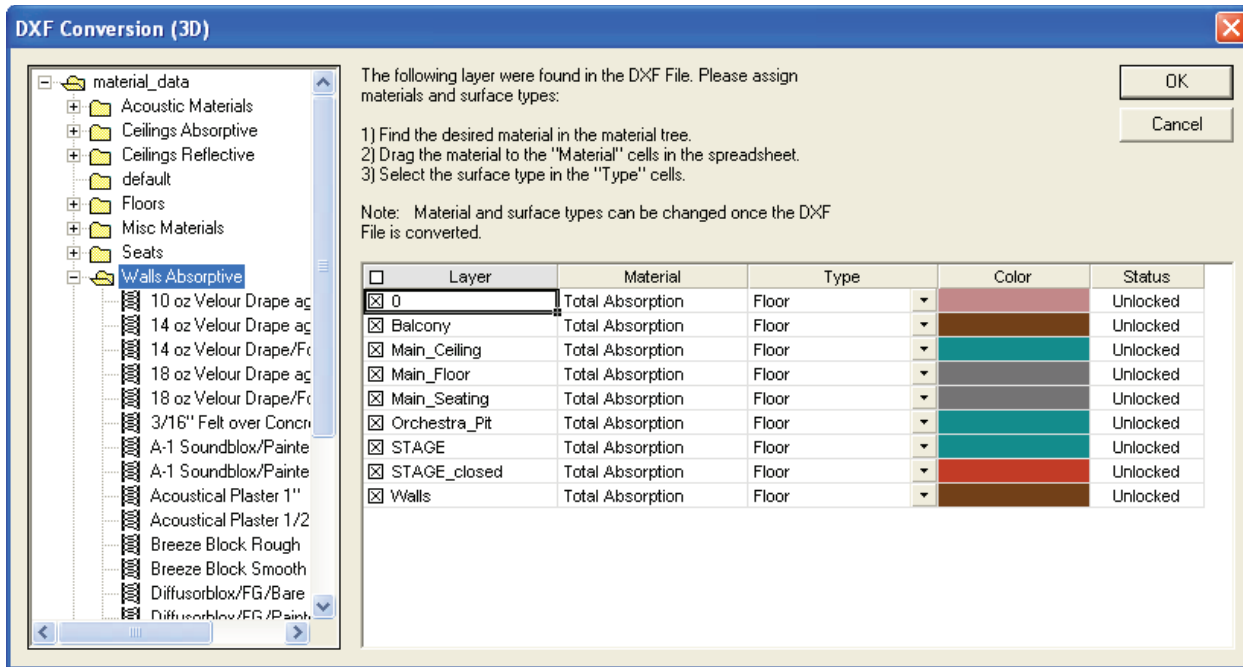 DXF Conversion (3D)
material_data
Acoustic Materials
Ceilings Absorptive
Ceilings Reflective
default
Floors
Misc Materials
Seats
Walls Absorptive
10 oz Velour Drape ag
14 oz Velour Drape ag
14 oz Velour Drape/Fo
18 oz Velour Drape ag
18 oz Velour Drape/Fo
3/16" Felt over Concre
A-1 Soundblox/Painte
A-1 Soundblox/Painte
Acoustical Plaster 1"
Acoustical Plaster 1/2
Breeze Block Rough
Breeze Block Smooth
Diffusorblox/FG/Bare
Diffusorblox/FG/Paint
The following layer were found in the DXF File. Please assign
materials and surface types:
1) Find the desired material in the material tree.
2) Drag the material to the "Material" cells in the spreadsheet.
3) Select the surface type in the "Type" cells.
Note: Material and surface types can be changed once the DXF
File is converted.
OK
Cancel
Layer Material Type Color Status
0 Total Absorption Floor Unlocked
Balcony Total Absorption Floor Unlocked
Main_Ceiling Total Absorption Floor Unlocked
Main_Floor Total Absorption Floor Unlocked
Main_Seating Total Absorption Floor Unlocked
Orchestra_Pit Total Absorption Floor Unlocked
STAGE Total Absorption Floor Unlocked
STAGE_closed Total Absorption Floor Unlocked
Walls Total Absorption Floor Unlocked